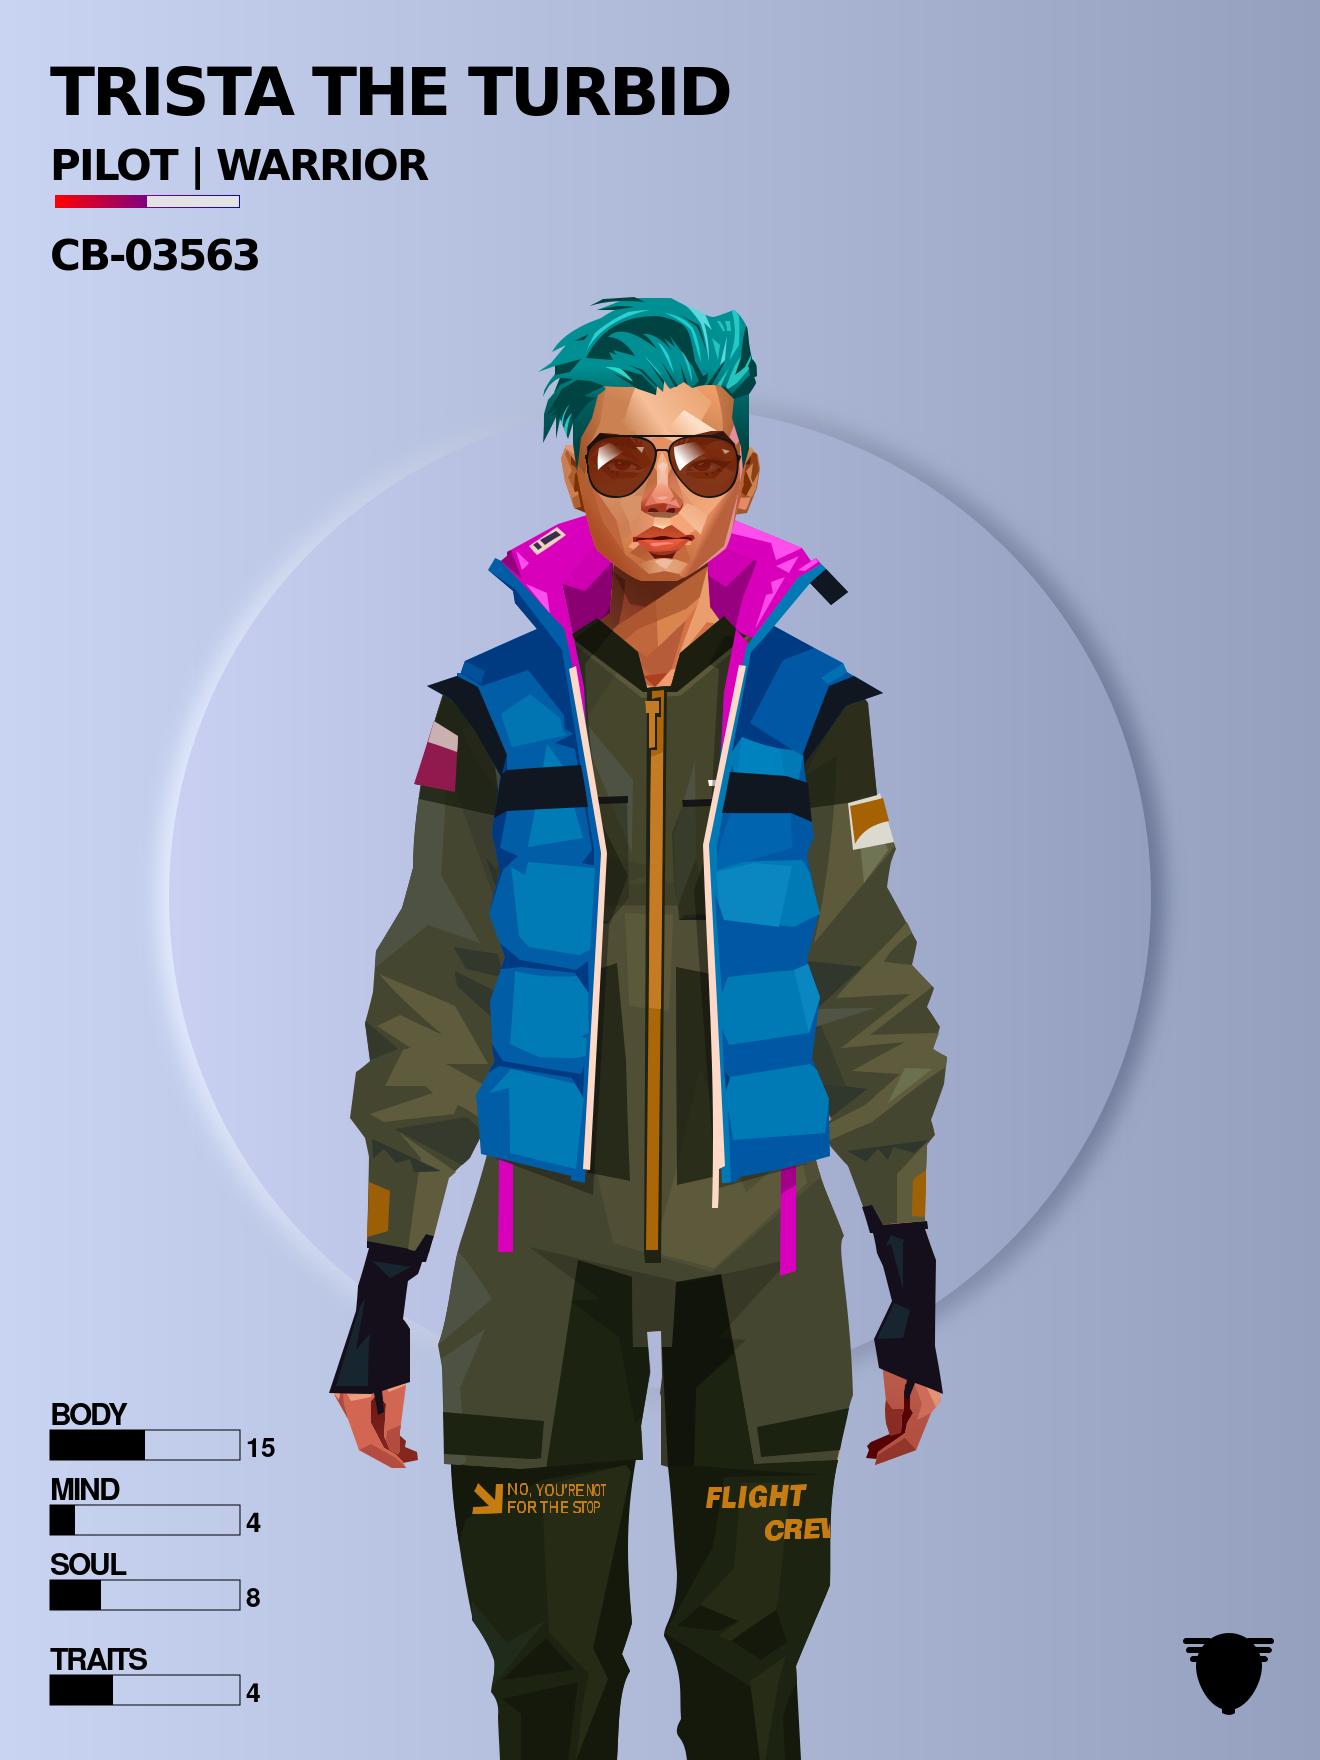 TRISTA THE TURBID
PILOT | WARRIOR
CB-03563
BODY
15
MIND
4
SOUL
8
TRAITS
4
NO, YOU'RE NOT
FOR THE STOP
FLIGHT
CREW